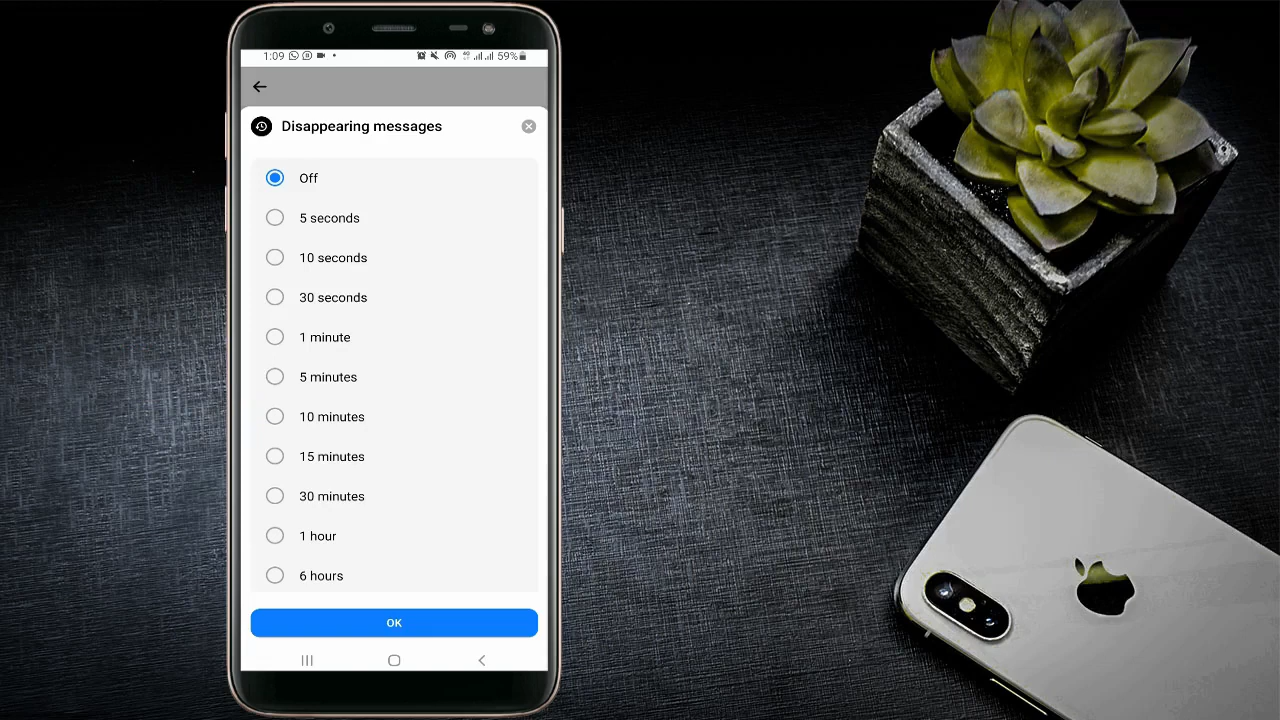 1:09
59%
Disappearing messages
Off
5 seconds
10 seconds
30 seconds
1 minute
5 minutes
10 minutes
15 minutes
30 minutes
1 hour
6 hours
OK